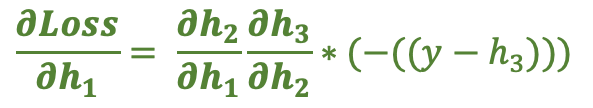 ∂Loss/∂h₁ = ∂h₂/∂h₁ ∂h₃/∂h₂ * (−((y − h₃)))